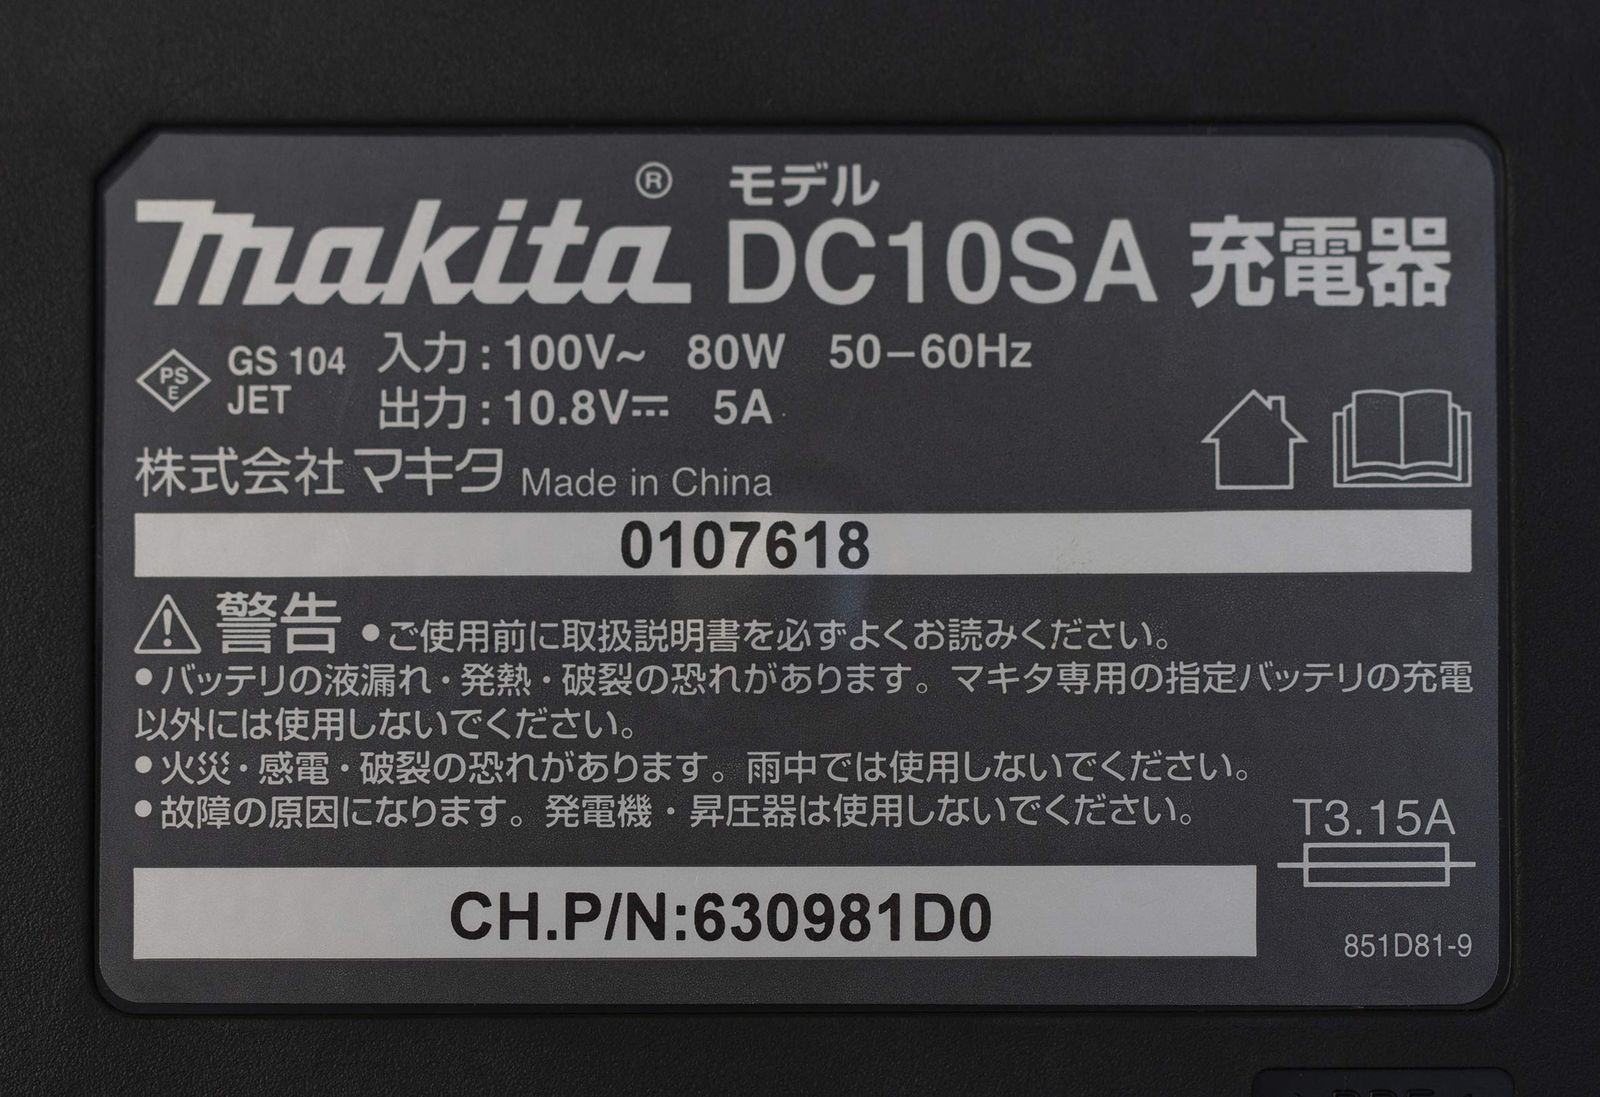 makita® モデル DC10SA 充電器
PSE GS 104 JET
入力：100V~ 80W 50−60Hz
出力：10.8V⎓ 5A
株式会社マキタ Made in China
0107618
⚠ 警告 ●ご使用前に取扱説明書を必ずよくお読みください。
●バッテリの液漏れ・発熱・破裂の恐れがあります。マキタ専用の指定バッテリの充電
以外には使用しないでください。
●火災・感電・破裂の恐れがあります。雨中では使用しないでください。
●故障の原因になります。発電機・昇圧器は使用しないでください。
T3.15A
CH.P/N:630981D0
851D81-9